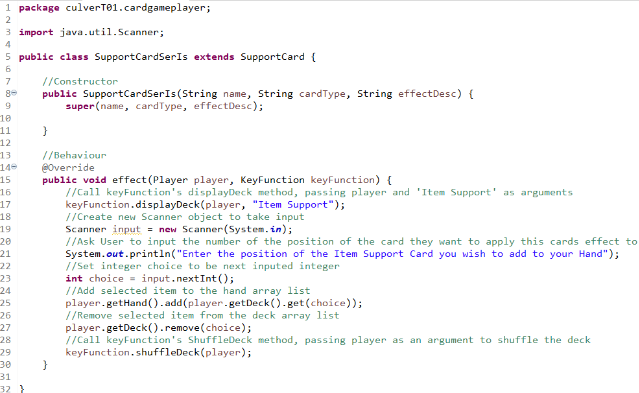 1 package culverT01.cardgameplayer;
2
3 import java.util.Scanner;
4
5 public class SupportCardSerIs extends SupportCard {
6
7 //Constructor
8 public SupportCardSerIs(String name, String cardType, String effectDesc) {
9 super(name, cardType, effectDesc);
10
11 }
12
13 //Behaviour
14 @Override
15 public void effect(Player player, KeyFunction keyFunction) {
16 //Call keyFunction's displayDeck method, passing player and 'Item Support' as arguments
17 keyFunction.displayDeck(player, "Item Support");
18 //Create new Scanner object to take input
19 Scanner input = new Scanner(System.in);
20 //Ask User to input the number of the position of the card they want to apply this cards effect to
21 System.out.println("Enter the position of the Item Support Card you wish to add to your Hand");
22 //Set integer choice to be next inputed integer
23 int choice = input.nextInt();
24 //Add selected item to the hand array list
25 player.getHand().add(player.getDeck().get(choice));
26 //Remove selected item from the deck array list
27 player.getDeck().remove(choice);
28 //Call keyFunction's ShuffleDeck method, passing player as an argument to shuffle the deck
29 keyFunction.shuffleDeck(player);
30 }
31
32 }